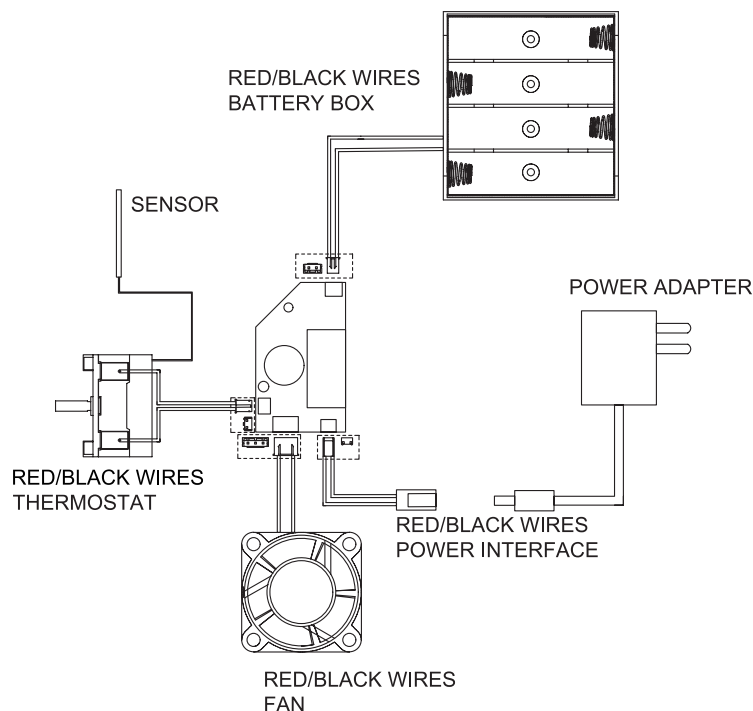 RED/BLACK WIRES
BATTERY BOX
SENSOR
POWER ADAPTER
RED/BLACK WIRES
THERMOSTAT
RED/BLACK WIRES
POWER INTERFACE
RED/BLACK WIRES
FAN